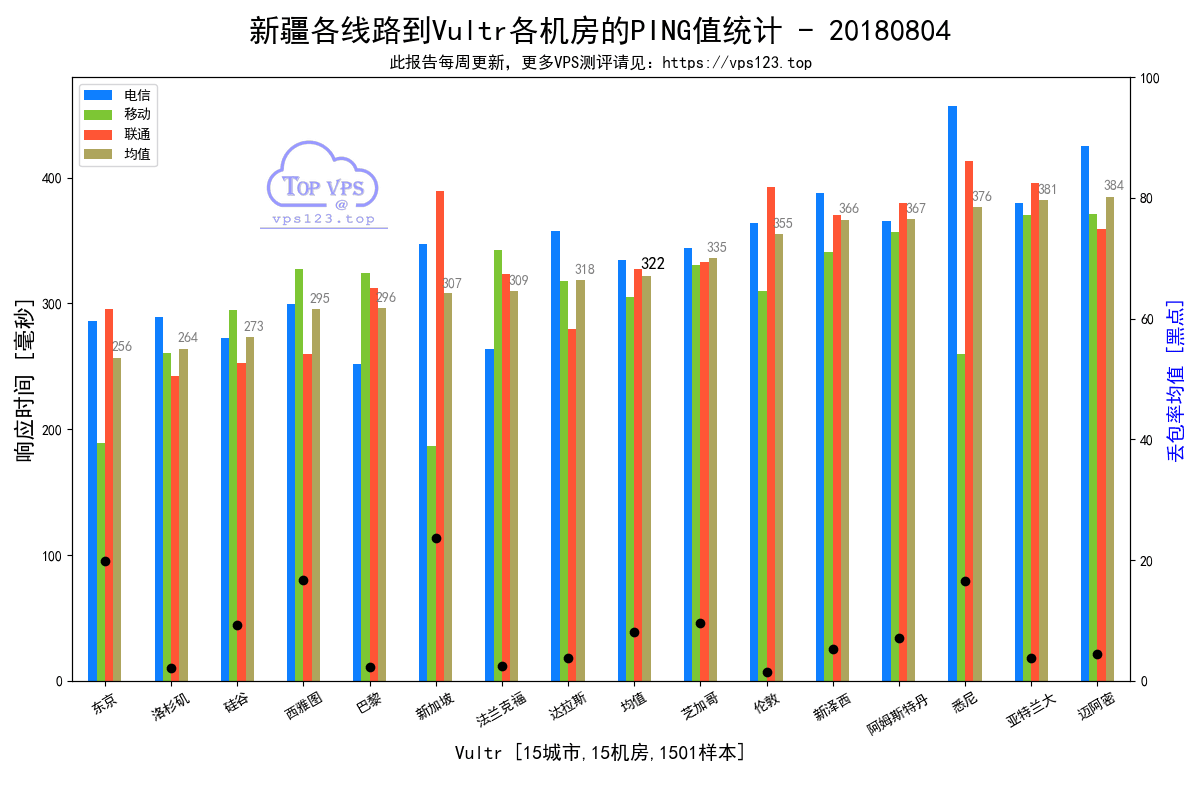 新疆各线路到Vultr各机房的PING值统计 - 20180804
此报告每周更新，更多VPS测评请见：https://vps123.top
电信
移动
联通
均值
TOP VPS
@
vps123.top
响应时间 [毫秒]
400
300
200
100
0
100
80
60
40
20
0
丢包率均值 [黑点]
256
264
273
295
296
307
309
318
322
335
355
366
367
376
381
384
东京
洛杉矶
硅谷
西雅图
巴黎
新加坡
法兰克福
达拉斯
均值
芝加哥
伦敦
新泽西
阿姆斯特丹
悉尼
亚特兰大
迈阿密
Vultr [15城市,15机房,1501样本]